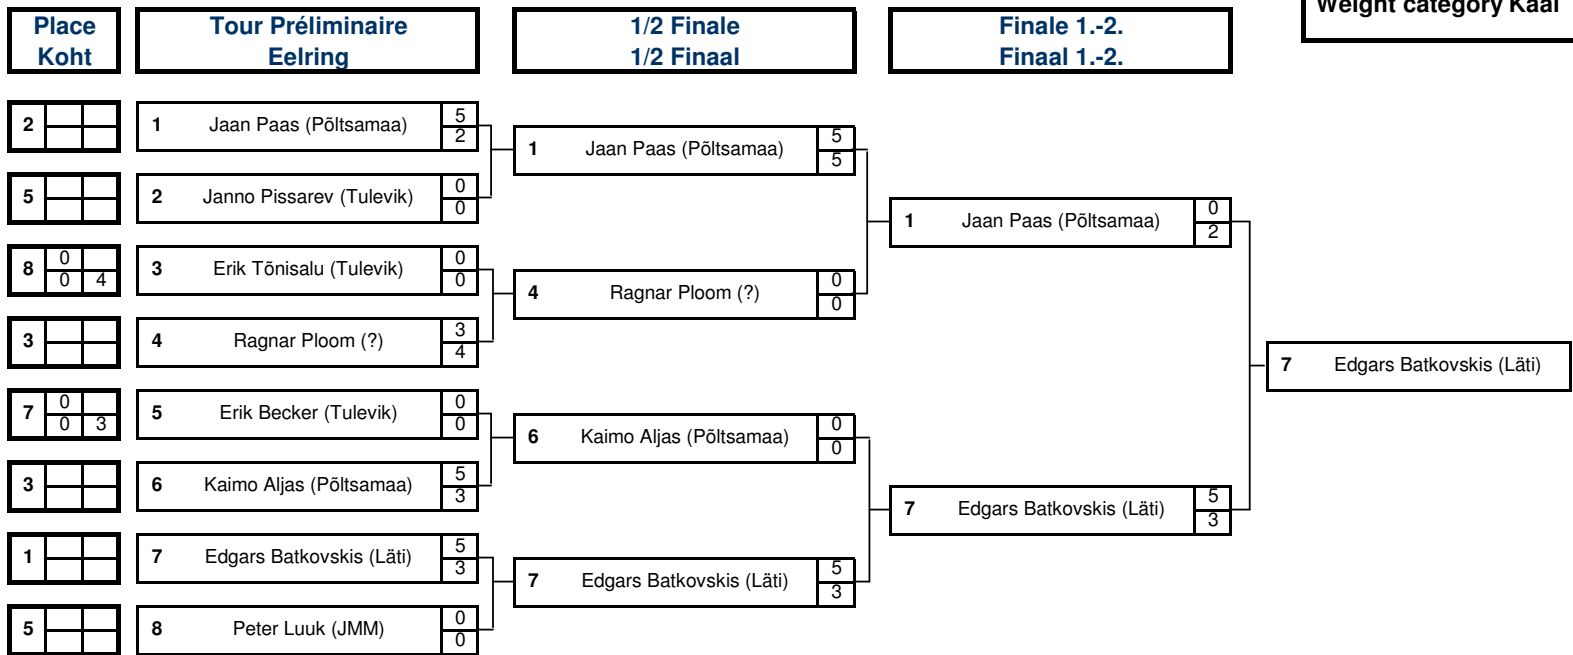 Weight category Kaal
Place
Koht
Tour Préliminaire
Eelring
1/2 Finale
1/2 Finaal
Finale 1.-2.
Finaal 1.-2.
2
1 Jaan Paas (Põltsamaa) 5
2
1 Jaan Paas (Põltsamaa) 5
5
5
2 Janno Pissarev (Tulevik) 0
0
1 Jaan Paas (Põltsamaa) 0
2
8 0
0 4
3 Erik Tõnisalu (Tulevik) 0
0
4 Ragnar Ploom (?) 0
0
3
4 Ragnar Ploom (?) 3
4
7 Edgars Batkovskis (Läti)
7 0
0 3
5 Erik Becker (Tulevik) 0
0
6 Kaimo Aljas (Põltsamaa) 0
0
3
6 Kaimo Aljas (Põltsamaa) 5
3
7 Edgars Batkovskis (Läti) 5
3
1
7 Edgars Batkovskis (Läti) 5
3
7 Edgars Batkovskis (Läti) 5
3
5
8 Peter Luuk (JMM) 0
0